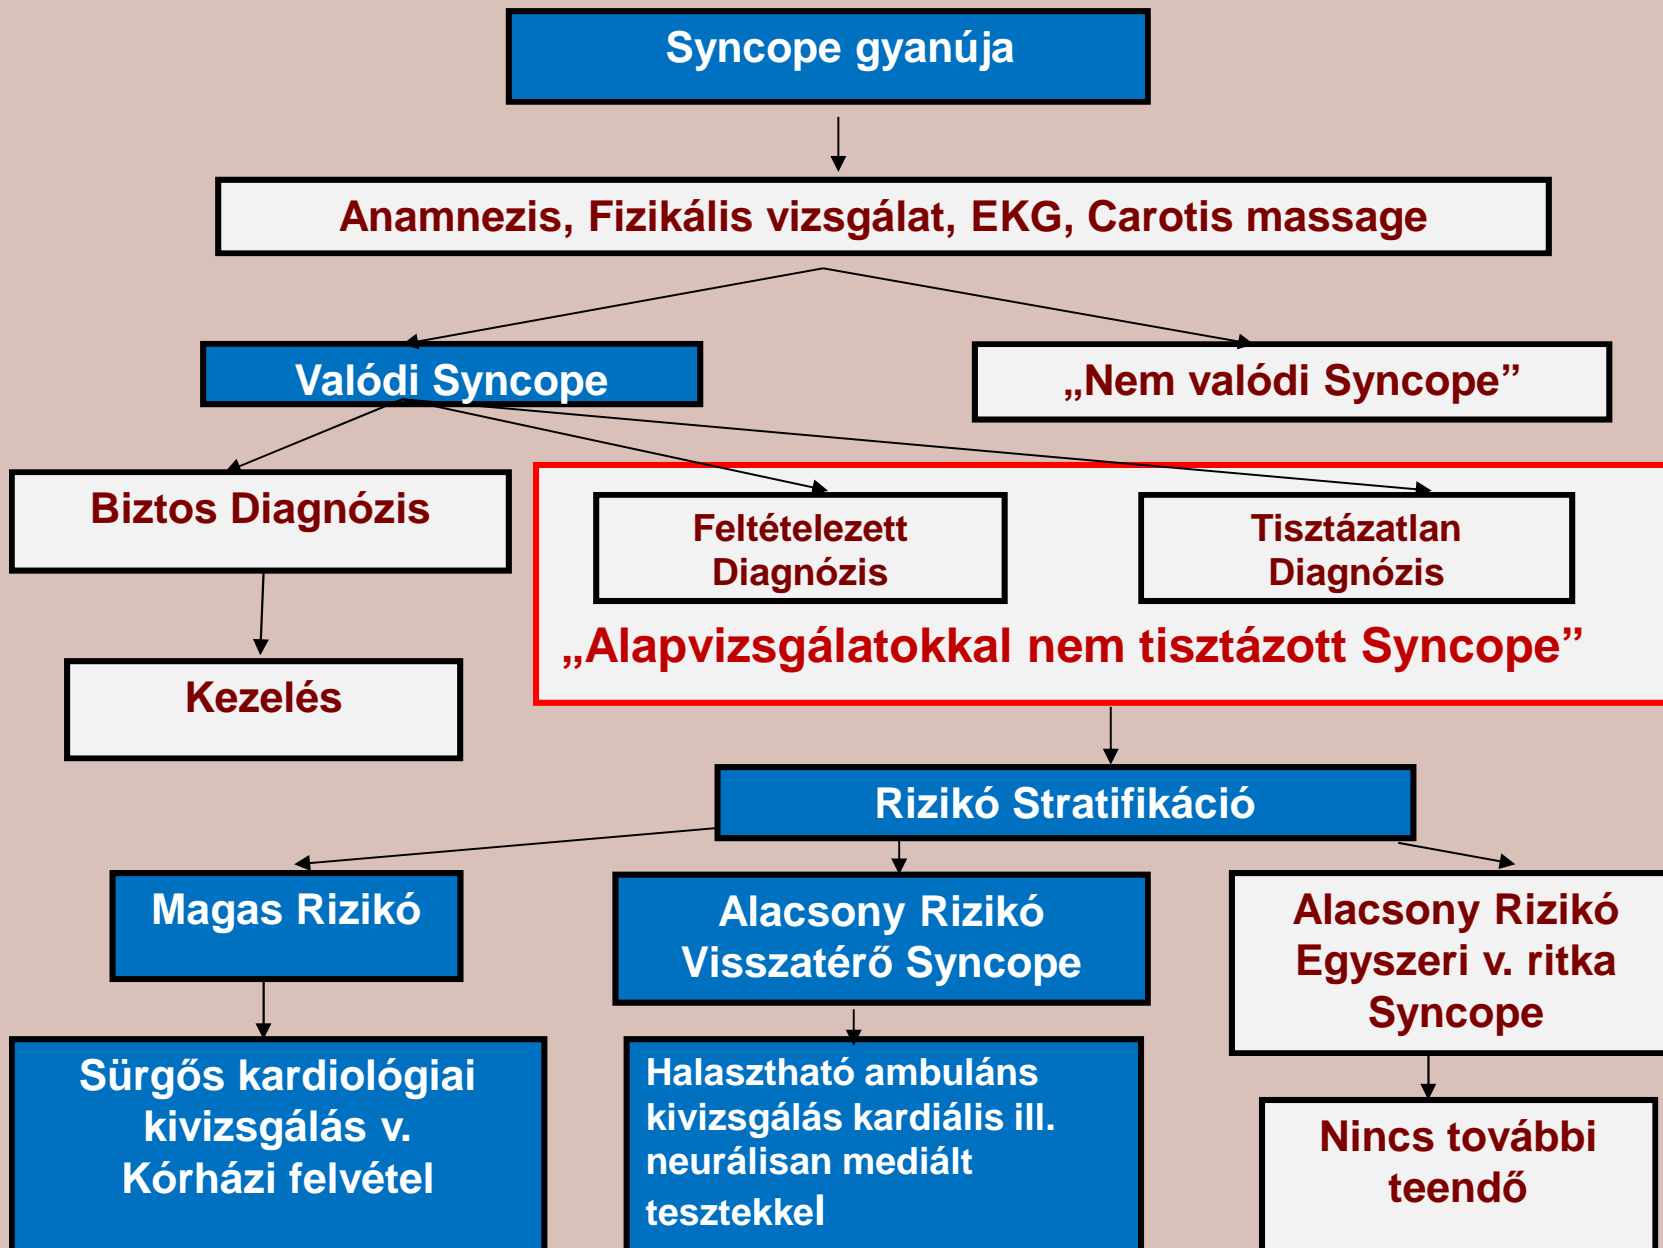 Syncope gyanúja
Anamnezis, Fizikális vizsgálat, EKG, Carotis massage
Valódi Syncope
„Nem valódi Syncope”
Biztos Diagnózis
Feltételezett
Diagnózis
Tisztázatlan
Diagnózis
„Alapvizsgálatokkal nem tisztázott Syncope”
Kezelés
Rizikó Stratifikáció
Magas Rizikó
Alacsony Rizikó
Visszatérő Syncope
Alacsony Rizikó
Egyszeri v. ritka
Syncope
Sürgős kardiológiai
kivizsgálás v.
Kórházi felvétel
Halasztható ambuláns
kivizsgálás kardiális ill.
neurálisan mediált
tesztekkel
Nincs további
teendő